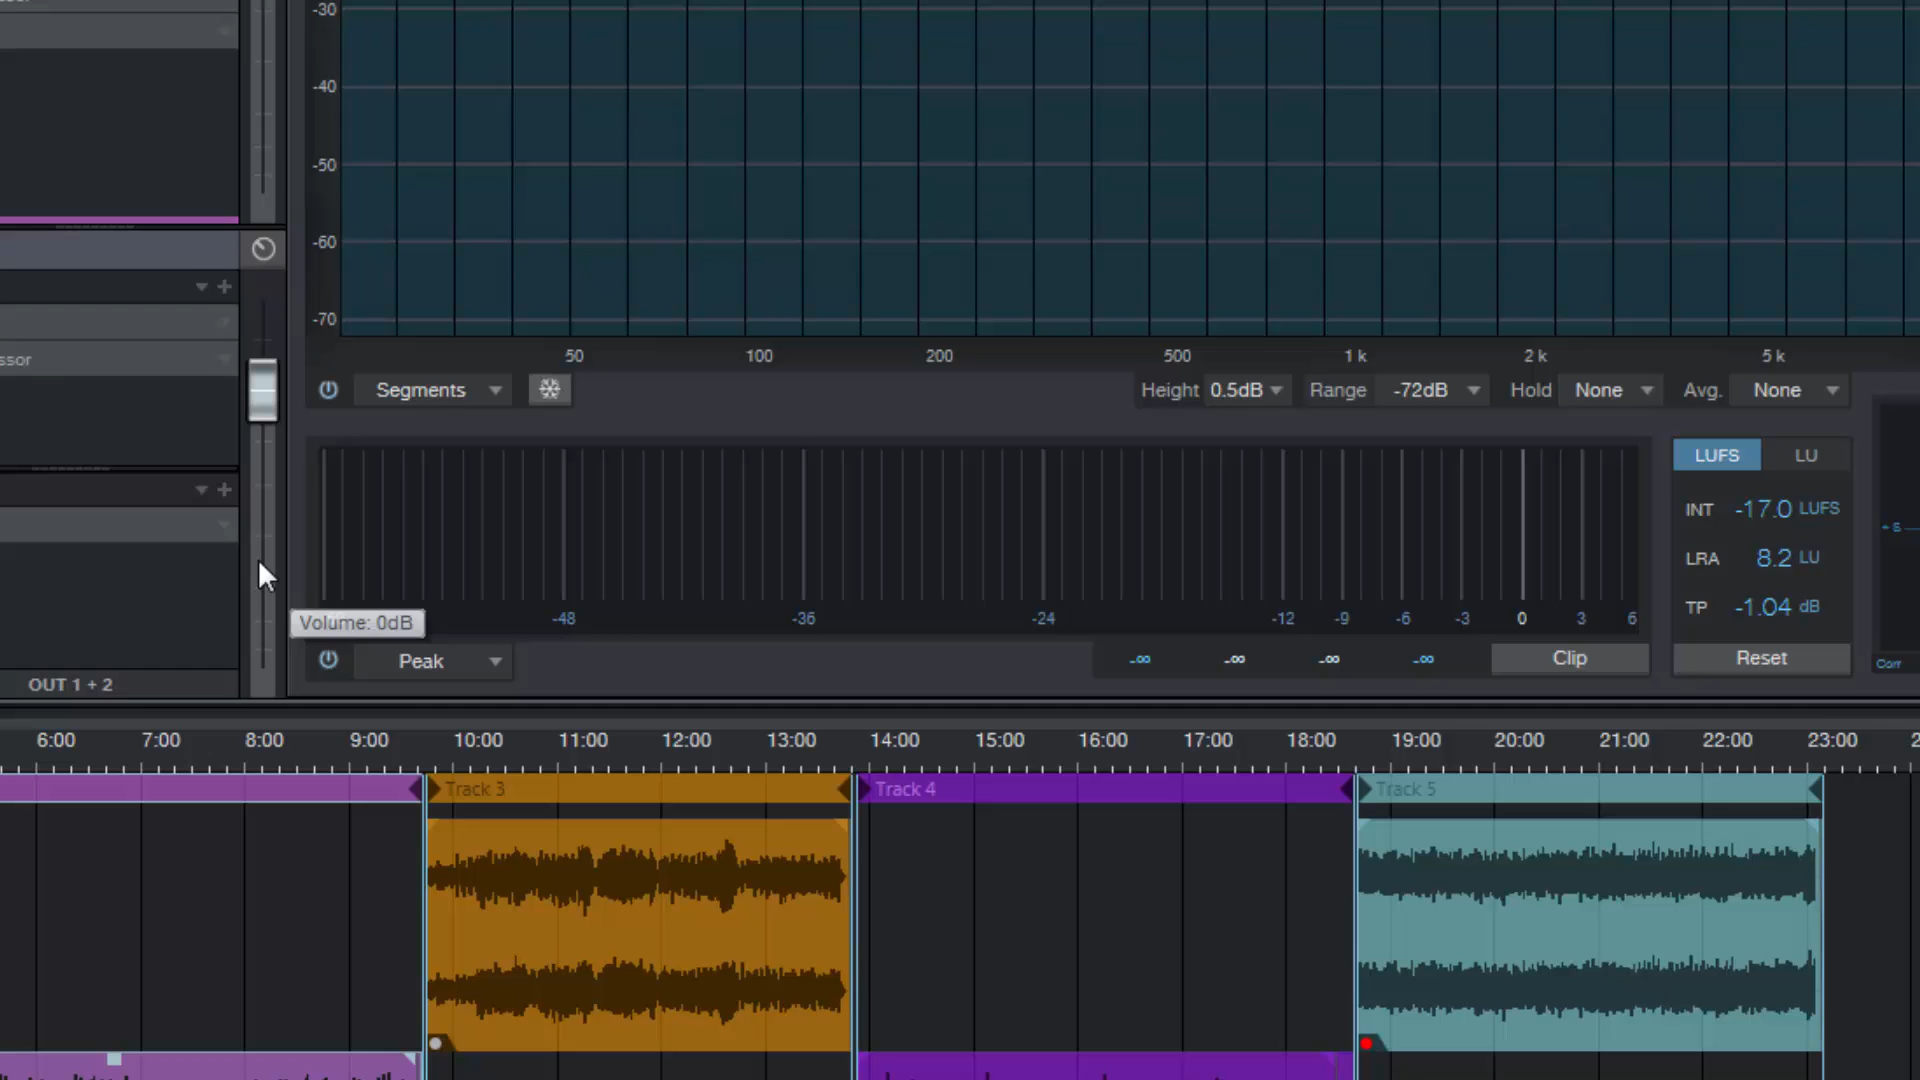 -30
-40
-50
-60
-70
50 100 200 500 1k 2k 5k
ssor
Segments Height 0.5dB Range -72dB Hold None Avg. None
LUFS LU
INT -17.0 LUFS
LRA 8.2 LU
TP -1.04 dB
-48 -36 -24 -12 -9 -6 -3 0 3 6
Volume: 0dB
Peak -∞ -∞ -∞ -∞ Clip Reset
Corr
OUT 1 + 2
6:00 7:00 8:00 9:00 10:00 11:00 12:00 13:00 14:00 15:00 16:00 17:00 18:00 19:00 20:00 21:00 22:00 23:00 2
Track 3 Track 4 Track 5